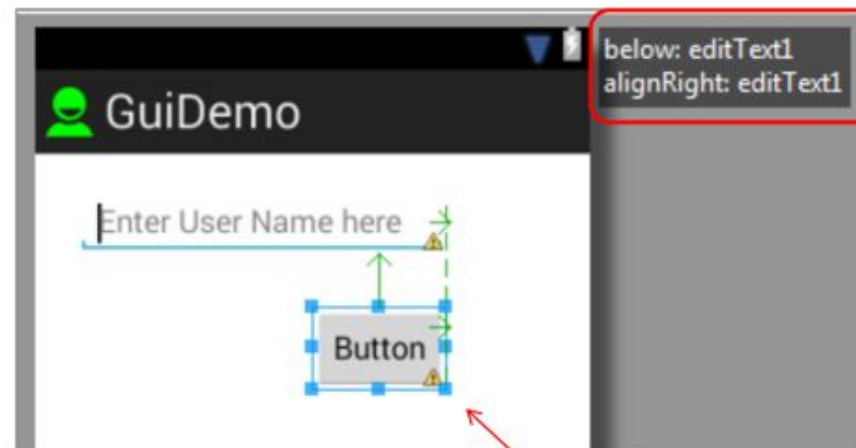 below: editText1
alignRight: editText1
GuiDemo
Enter User Name here
Button